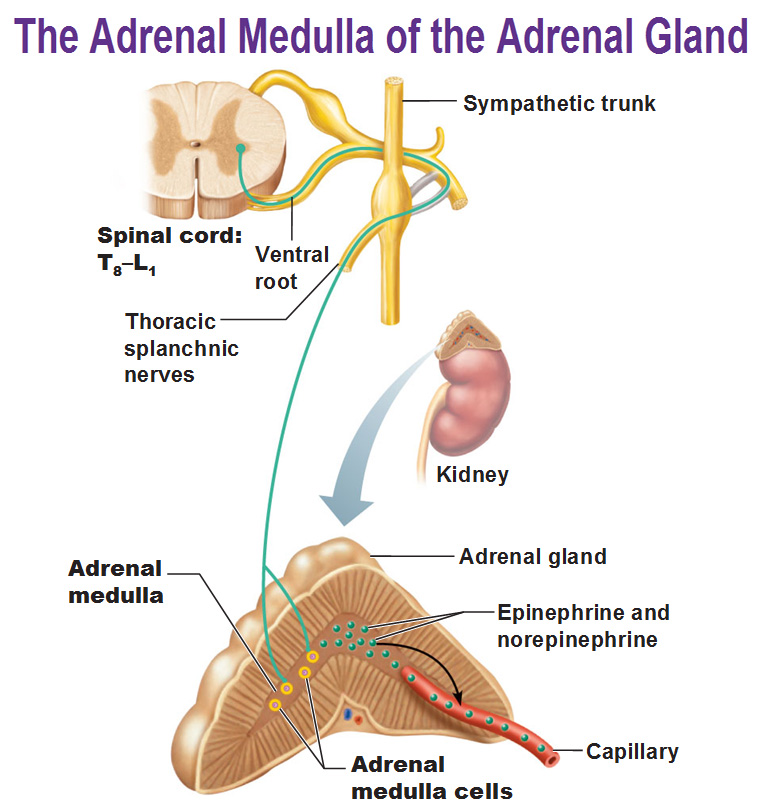 The Adrenal Medulla of the Adrenal Gland
Sympathetic trunk
Spinal cord:
T₈–L₁
Ventral
root
Thoracic
splanchnic
nerves
Kidney
Adrenal gland
Adrenal
medulla
Epinephrine and
norepinephrine
Capillary
Adrenal
medulla cells